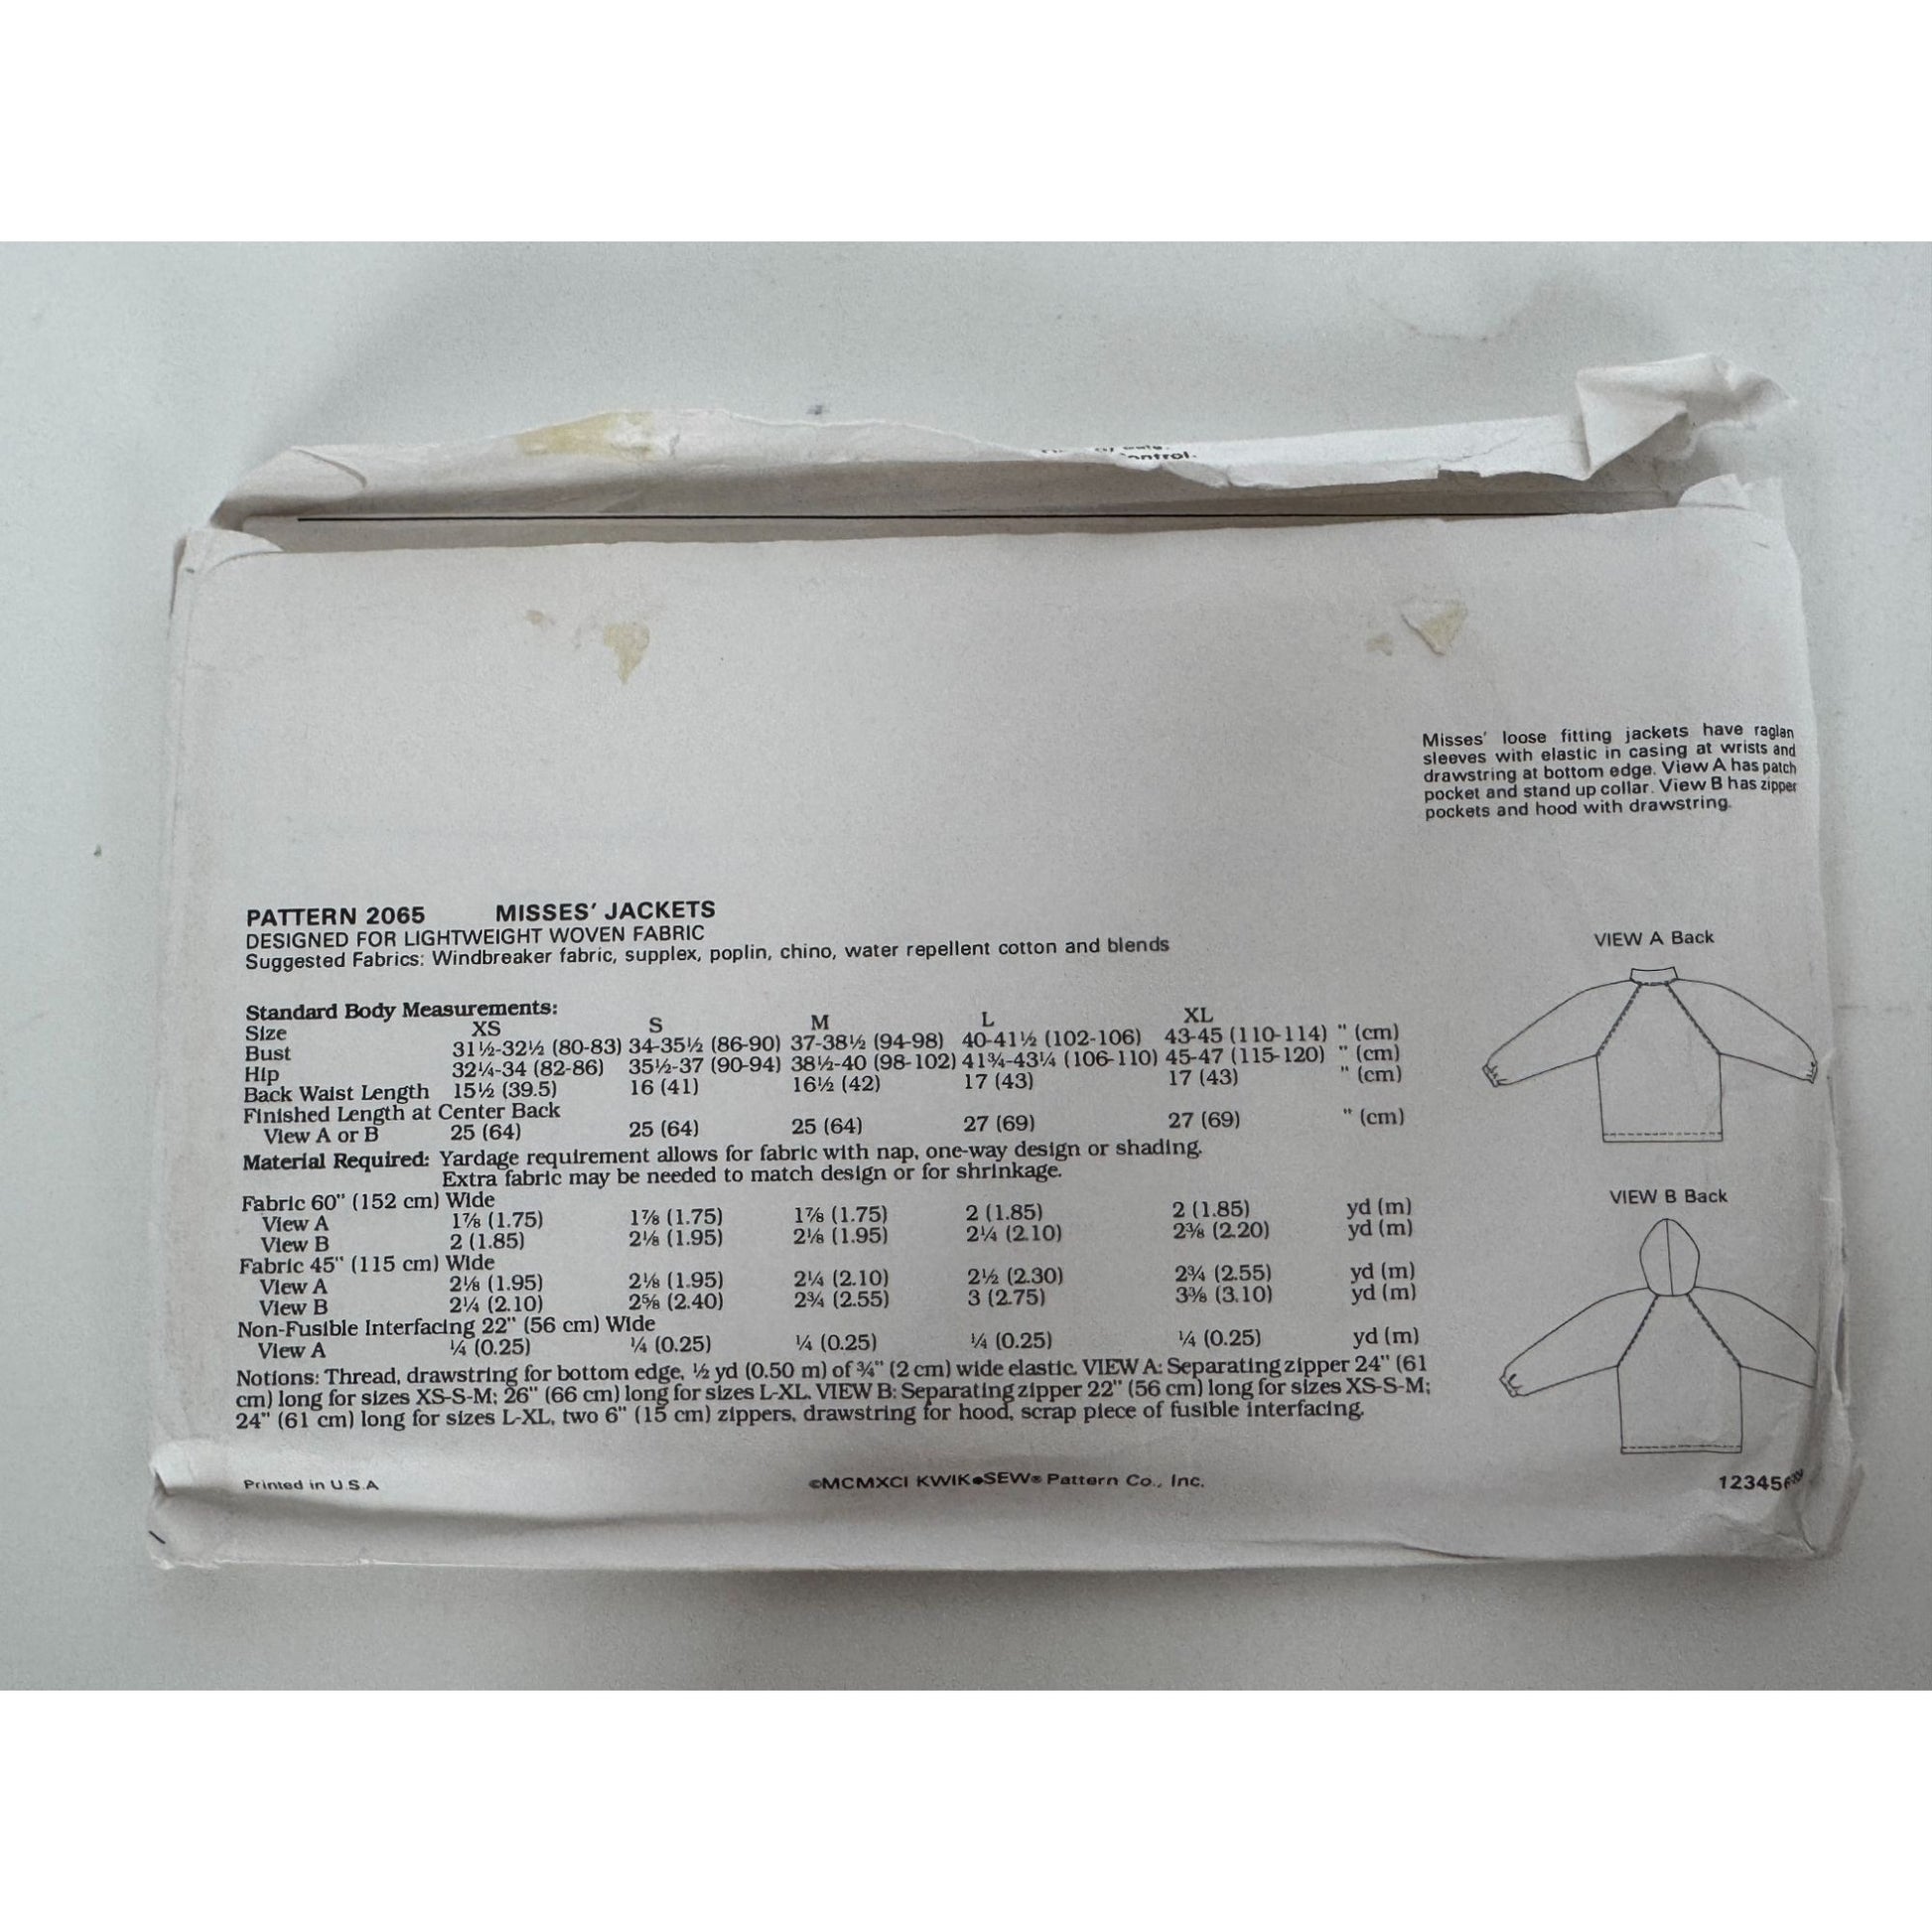 ontrol.
Misses' loose fitting jackets have raglan
sleeves with elastic in casing at wrists and
drawstring at bottom edge. View A has patch
pocket and stand up collar. View B has zipper
pockets and hood with drawstring.
PATTERN 2065 MISSES' JACKETS
DESIGNED FOR LIGHTWEIGHT WOVEN FABRIC
Suggested Fabrics: Windbreaker fabric, supplex, poplin, chino, water repellent cotton and blends
Standard Body Measurements:
Size XS S M L XL
Bust 31½-32½ (80-83) 34-35½ (86-90) 37-38½ (94-98) 40-41½ (102-106) 43-45 (110-114) " (cm)
Hip 32¼-34 (82-86) 35½-37 (90-94) 38½-40 (98-102) 41¾-43¼ (106-110) 45-47 (115-120) " (cm)
Back Waist Length 15½ (39.5) 16 (41) 16½ (42) 17 (43) 17 (43) " (cm)
Finished Length at Center Back
View A or B 25 (64) 25 (64) 25 (64) 27 (69) 27 (69) " (cm)
Material Required: Yardage requirement allows for fabric with nap, one-way design or shading.
Extra fabric may be needed to match design or for shrinkage.
Fabric 60" (152 cm) Wide
View A 1⅞ (1.75) 1⅞ (1.75) 1⅞ (1.75) 2 (1.85) 2 (1.85) yd (m)
View B 2 (1.85) 2⅛ (1.95) 2⅛ (1.95) 2¼ (2.10) 2⅜ (2.20) yd (m)
Fabric 45" (115 cm) Wide
View A 2⅛ (1.95) 2⅛ (1.95) 2¼ (2.10) 2½ (2.30) 2¾ (2.55) yd (m)
View B 2¼ (2.10) 2⅝ (2.40) 2¾ (2.55) 3 (2.75) 3⅜ (3.10) yd (m)
Non-Fusible Interfacing 22" (56 cm) Wide
View A ¼ (0.25) ¼ (0.25) ¼ (0.25) ¼ (0.25) ¼ (0.25) yd (m)
Notions: Thread, drawstring for bottom edge, ½ yd (0.50 m) of ¾" (2 cm) wide elastic. VIEW A: Separating zipper 24" (61
cm) long for sizes XS-S-M; 26" (66 cm) long for sizes L-XL. VIEW B: Separating zipper 22" (56 cm) long for sizes XS-S-M;
24" (61 cm) long for sizes L-XL, two 6" (15 cm) zippers, drawstring for hood, scrap piece of fusible interfacing.
VIEW A Back
VIEW B Back
Printed in U.S.A
©MCMXCI KWIK•SEW® Pattern Co., Inc.
123456